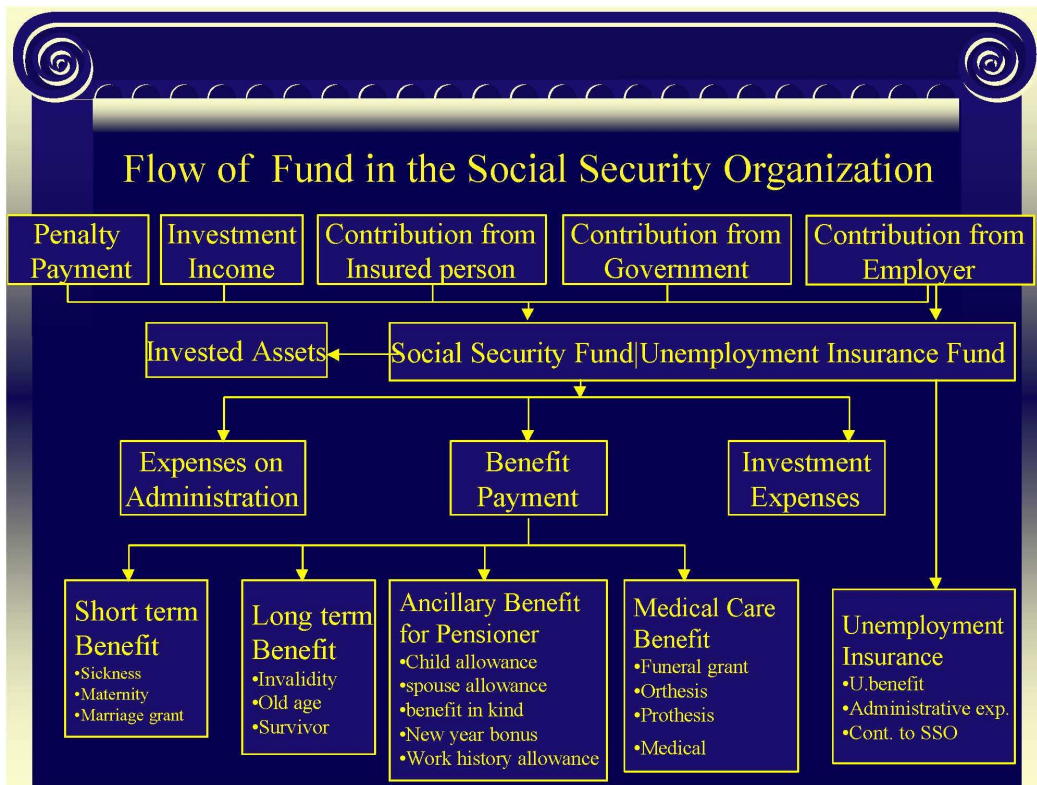 Flow of Fund in the Social Security Organization
Penalty
Payment
Investment
Income
Contribution from
Insured person
Contribution from
Government
Contribution from
Employer
Invested Assets
Social Security Fund|Unemployment Insurance Fund
Expenses on
Administration
Benefit
Payment
Investment
Expenses
Short term
Benefit
•Sickness
•Maternity
•Marriage grant
Long term
Benefit
•Invalidity
•Old age
•Survivor
Ancillary Benefit
for Pensioner
•Child allowance
•spouse allowance
•benefit in kind
•New year bonus
•Work history allowance
Medical Care
Benefit
•Funeral grant
•Orthesis
•Prothesis
•Medical
Unemployment
Insurance
•U.benefit
•Administrative exp.
•Cont. to SSO